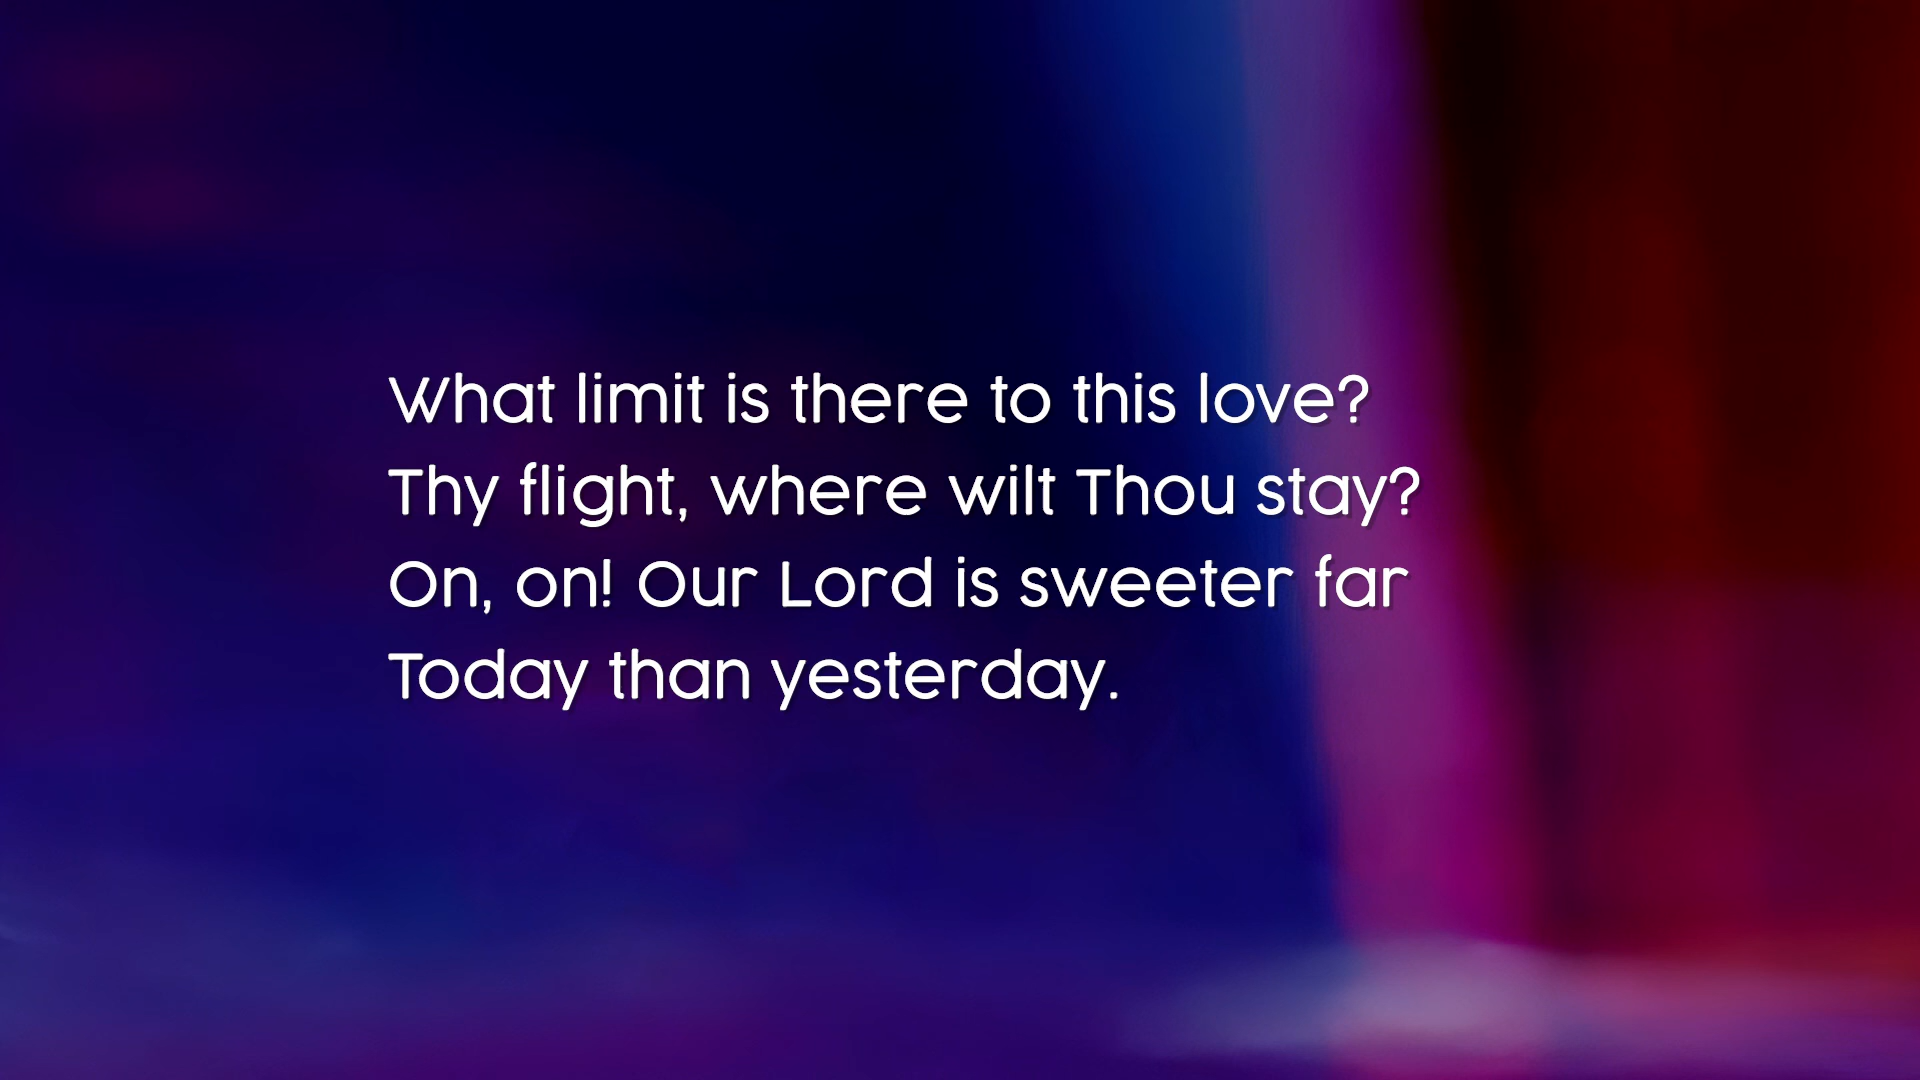 What limit is there to this love?
Thy flight, where wilt Thou stay?
On, on! Our Lord is sweeter far
Today than yesterday.